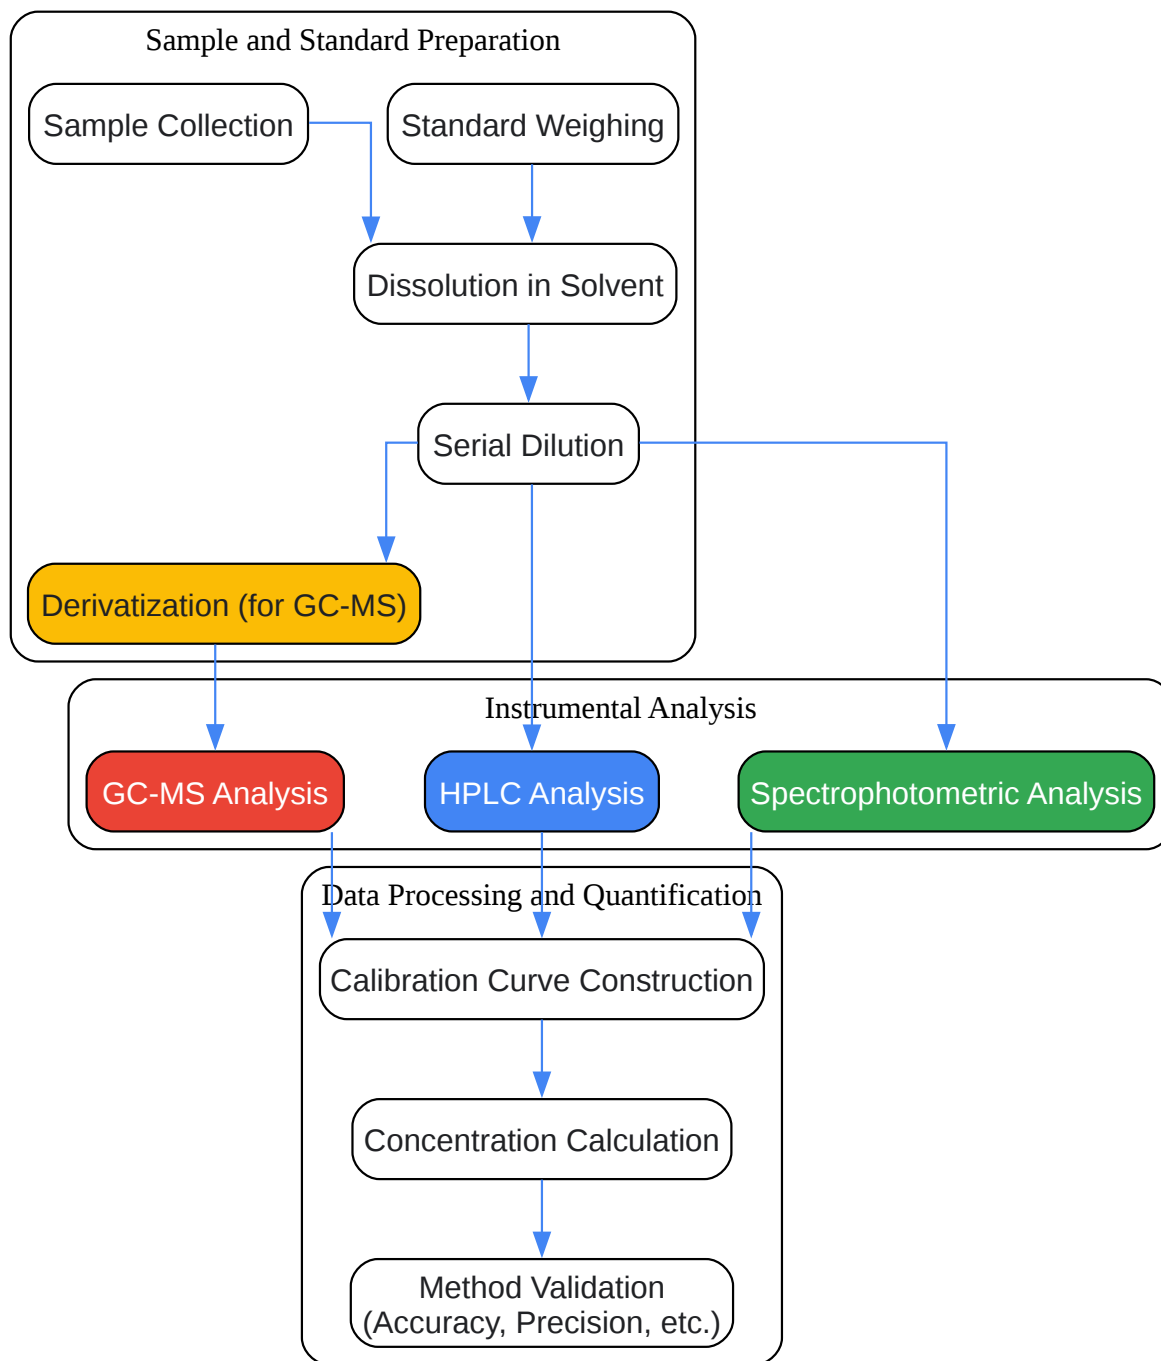 Sample and Standard Preparation
Sample Collection
Standard Weighing
Dissolution in Solvent
Serial Dilution
Derivatization (for GC-MS)
Instrumental Analysis
GC-MS Analysis
HPLC Analysis
Spectrophotometric Analysis
Data Processing and Quantification
Calibration Curve Construction
Concentration Calculation
Method Validation
(Accuracy, Precision, etc.)